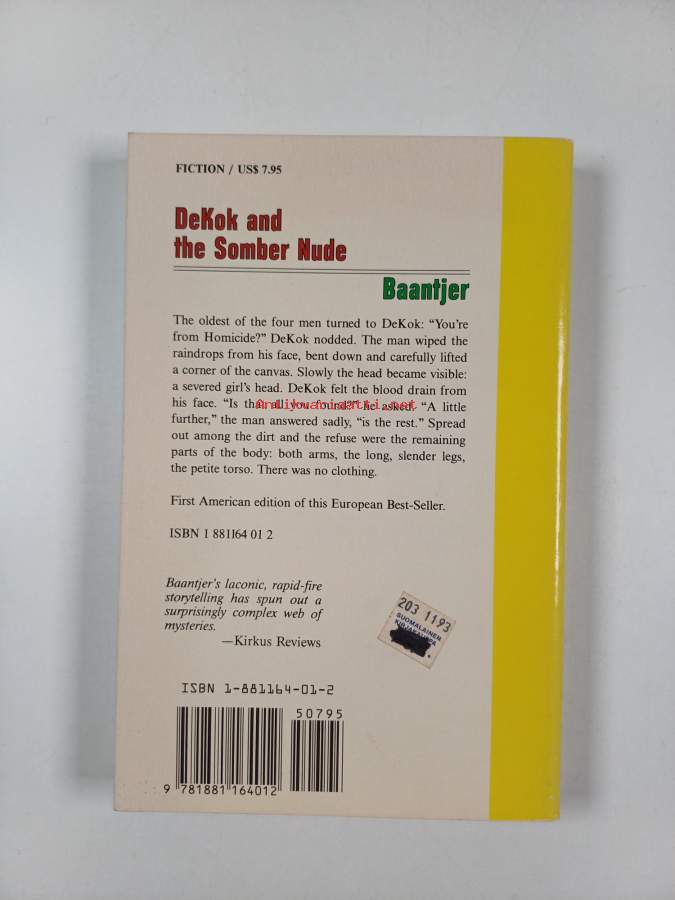 FICTION / US$ 7.95
DeKok and
the Somber Nude
Baantjer
The oldest of the four men turned to DeKok: “You’re
from Homicide?” DeKok nodded. The man wiped the
raindrops from his face, bent down and carefully lifted
a corner of the canvas. Slowly the head became visible:
a severed girl’s head. DeKok felt the blood drain from
his face. “Is that all you found?” he asked. “A little
further,” the man answered sadly, “is the rest.” Spread
out among the dirt and the refuse were the remaining
parts of the body: both arms, the long, slender legs,
the petite torso. There was no clothing.
First American edition of this European Best-Seller.
ISBN 1 881164 01 2
Baantjer’s laconic, rapid-fire
storytelling has spun out a
surprisingly complex web of
mysteries.
—Kirkus Reviews
203 1193
SUOMALAINEN
KIRJAKAUPPA
ISBN 1-881164-01-2
50795
9 781881 164012